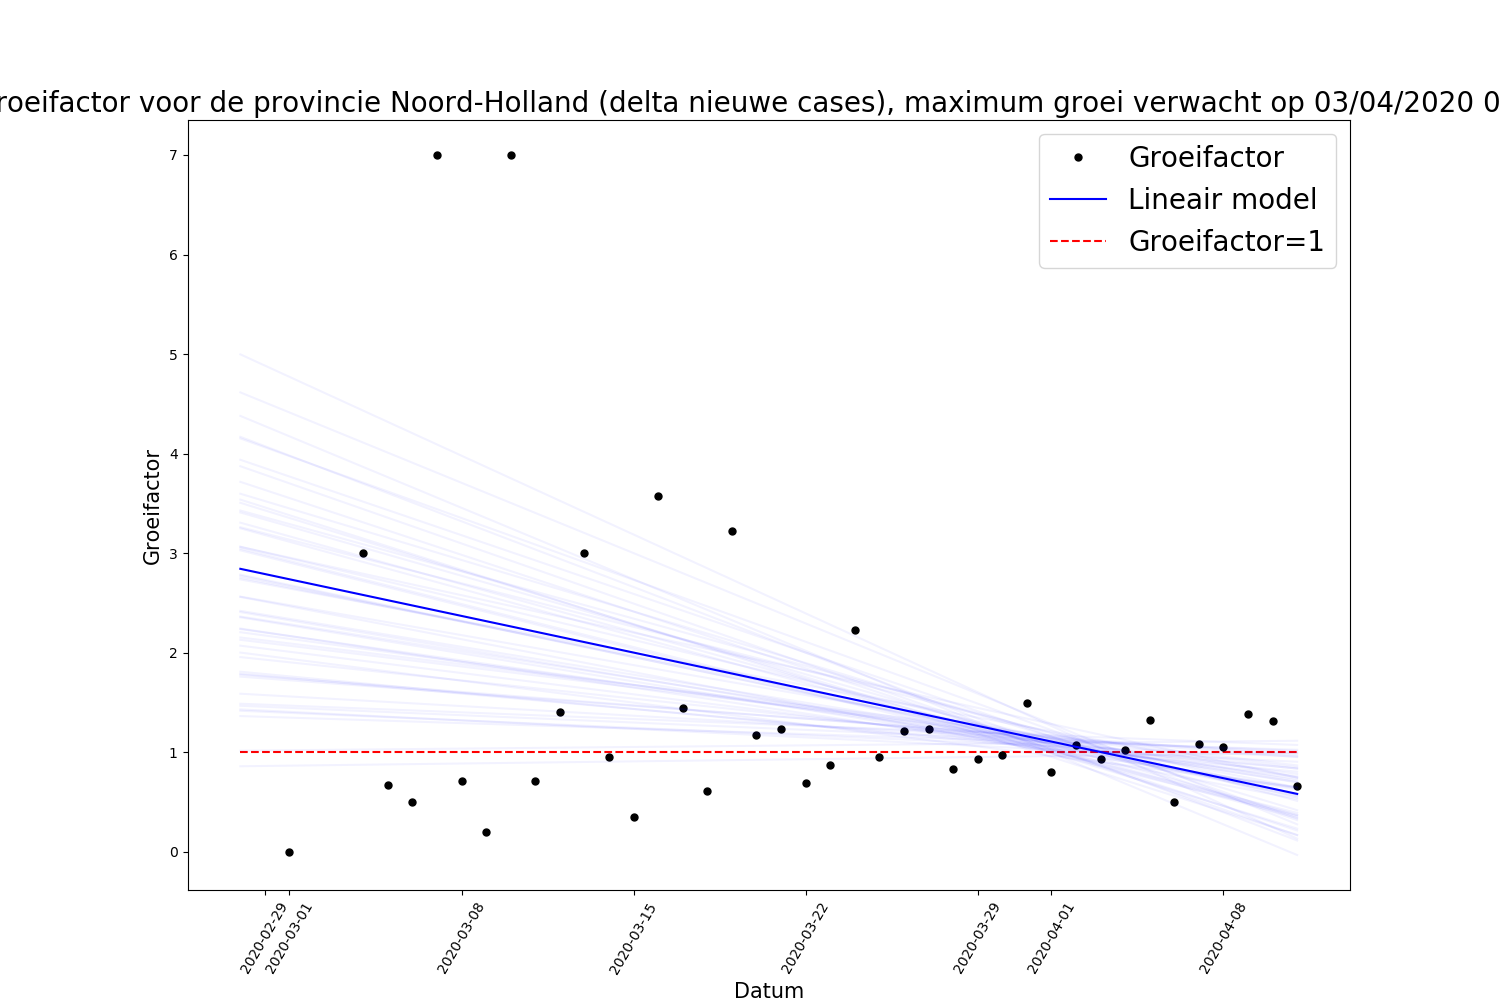 roeifactor voor de provincie Noord-Holland (delta nieuwe cases), maximum groei verwacht op 03/04/2020 0
Groeifactor
Lineair model
Groeifactor=1
7
6
5
4
3
2
1
0
Groeifactor
2020-02-29
2020-03-01
2020-03-08
2020-03-15
2020-03-22
2020-03-29
2020-04-01
2020-04-08
Datum